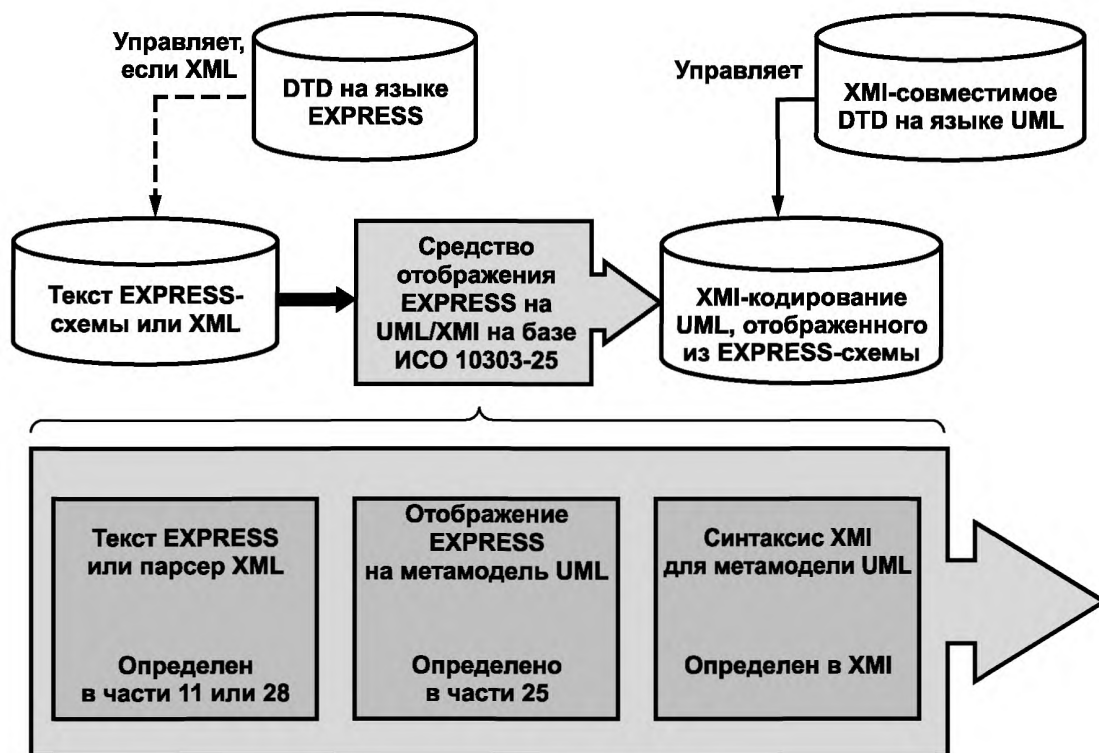 Управляет,
если XML
DTD на языке
EXPRESS
Управляет
XMI-совместимое
DTD на языке UML
Текст EXPRESS-
схемы или XML
Средство
отображения
EXPRESS на
UML/XMI на базе
ИСО 10303-25
XMI-кодирование
UML, отображенного
из EXPRESS-схемы
Текст EXPRESS
или парсер XML
Определен
в части 11 или 28
Отображение
EXPRESS
на метамодель UML
Определено
в части 25
Синтаксис XMI
для метамодели UML
Определен в XMI